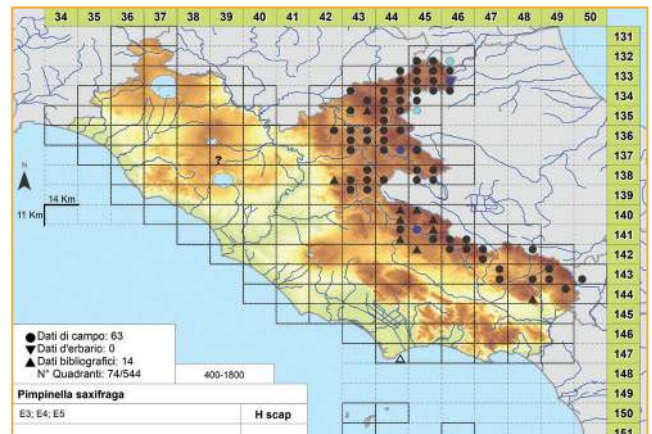 34 35 36 37 38 39 40 41 42 43 44 45 46 47 48 49 50
131
132
133
134
135
136
137
138
139
140
141
142
143
144
145
146
147
148
149
150
151
?
N
14 Km
11 Km
Dati di campo: 63
Dati d'erbario: 0
Dati bibliografici: 14
N° Quadranti: 74/544
400-1800
Pimpinella saxifraga
E3; E4; E5
H scap